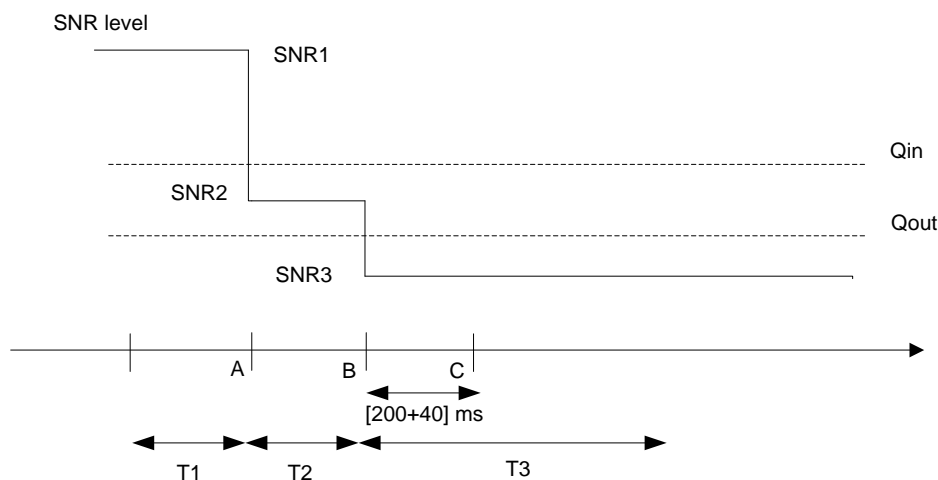 SNR level
SNR1
Qin
SNR2
Qout
SNR3
A
B
C
[200+40] ms
T1
T2
T3